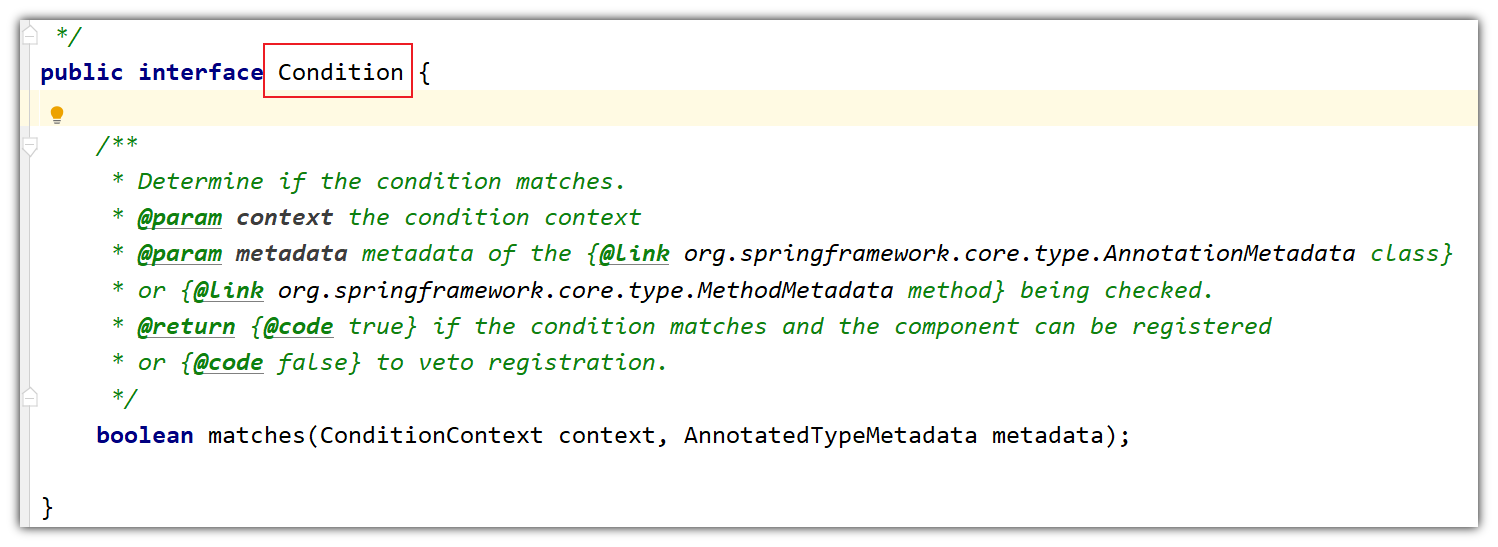 */
public interface Condition {
/**
* Determine if the condition matches.
* @param context the condition context
* @param metadata metadata of the {@link org.springframework.core.type.AnnotationMetadata class}
* or {@link org.springframework.core.type.MethodMetadata method} being checked.
* @return {@code true} if the condition matches and the component can be registered
* or {@code false} to veto registration.
*/
boolean matches(ConditionContext context, AnnotatedTypeMetadata metadata);
}